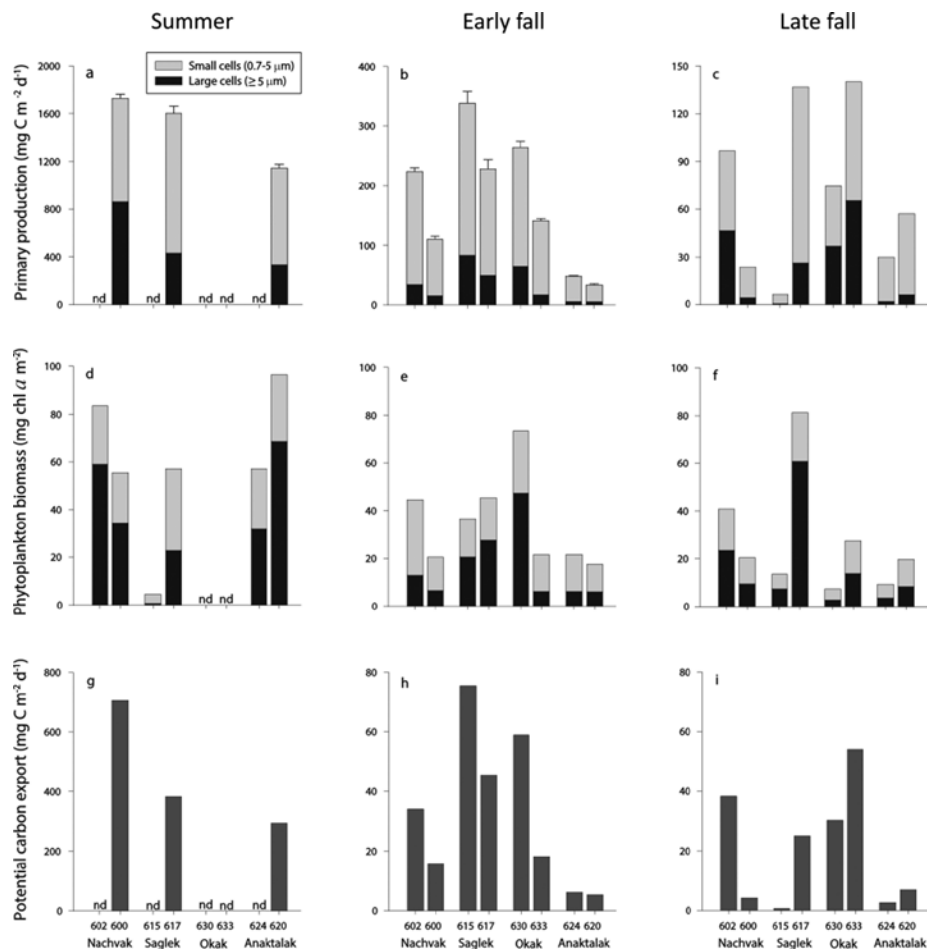 Summer Early fall Late fall
Small cells (0.7-5 μm)
Large cells (≥ 5 μm)
Primary production (mg C m⁻² d⁻¹)
2000
1600
1200
800
400
0
a
nd nd nd nd nd
400
300
200
100
0
b
150
120
90
60
30
0
c
Phytoplankton biomass (mg chl a m⁻²)
100
80
60
40
20
0
d
nd nd
100
80
60
40
20
0
e
100
80
60
40
20
0
f
Potential carbon export (mg C m⁻² d⁻¹)
800
600
400
200
0
g
nd nd nd nd nd
80
60
40
20
0
h
80
60
40
20
0
i
602 600 615 617 630 633 624 620
Nachvak Saglek Okak Anaktalak
602 600 615 617 630 633 624 620
Nachvak Saglek Okak Anaktalak
602 600 615 617 630 633 624 620
Nachvak Saglek Okak Anaktalak